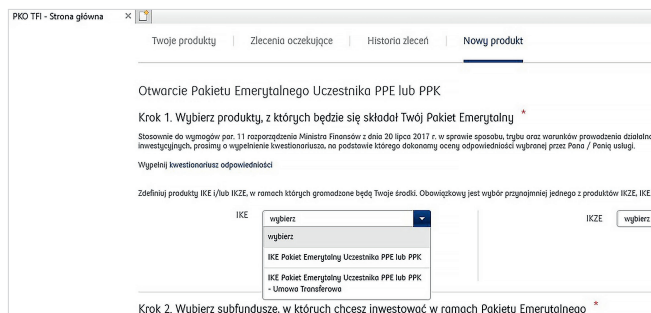 PKO TFI - Strona główna
Twoje produkty
Zlecenia oczekujące
Historia zleceń
Nowy produkt
Otwarcie Pakietu Emerytalnego Uczestnika PPE lub PPK
Krok 1. Wybierz produkty, z których będzie się składał Twój Pakiet Emerytalny *
Stosownie do wymogów par. 11 rozporządzenia Ministra Finansów z dnia 20 lipca 2017 r. w sprawie sposobu, trybu oraz warunków prowadzenia działalno
inwestycyjnych, prosimy o wypełnienie kwestionariusza, na podstawie którego dokonamy oceny odpowiedniości wybranej przez Pana / Panią usługi.
Wypełnij kwestionariusz odpowiedniości
Zdefiniuj produkty IKE i/lub IKZE, w ramach których gromadzone będą Twoje środki. Obowiązkowy jest wybór przynajmniej jednego z produktów IKZE, IKE.
IKE
wybierz
IKZE
wybierz
wybierz
IKE Pakiet Emerytalny Uczestnika PPE lub PPK
IKE Pakiet Emerytalny Uczestnika PPE lub PPK
- Umowa Transferowa
Krok 2. Wybierz subfundusze, w których chcesz inwestować w ramach Pakietu Emerytalnego *